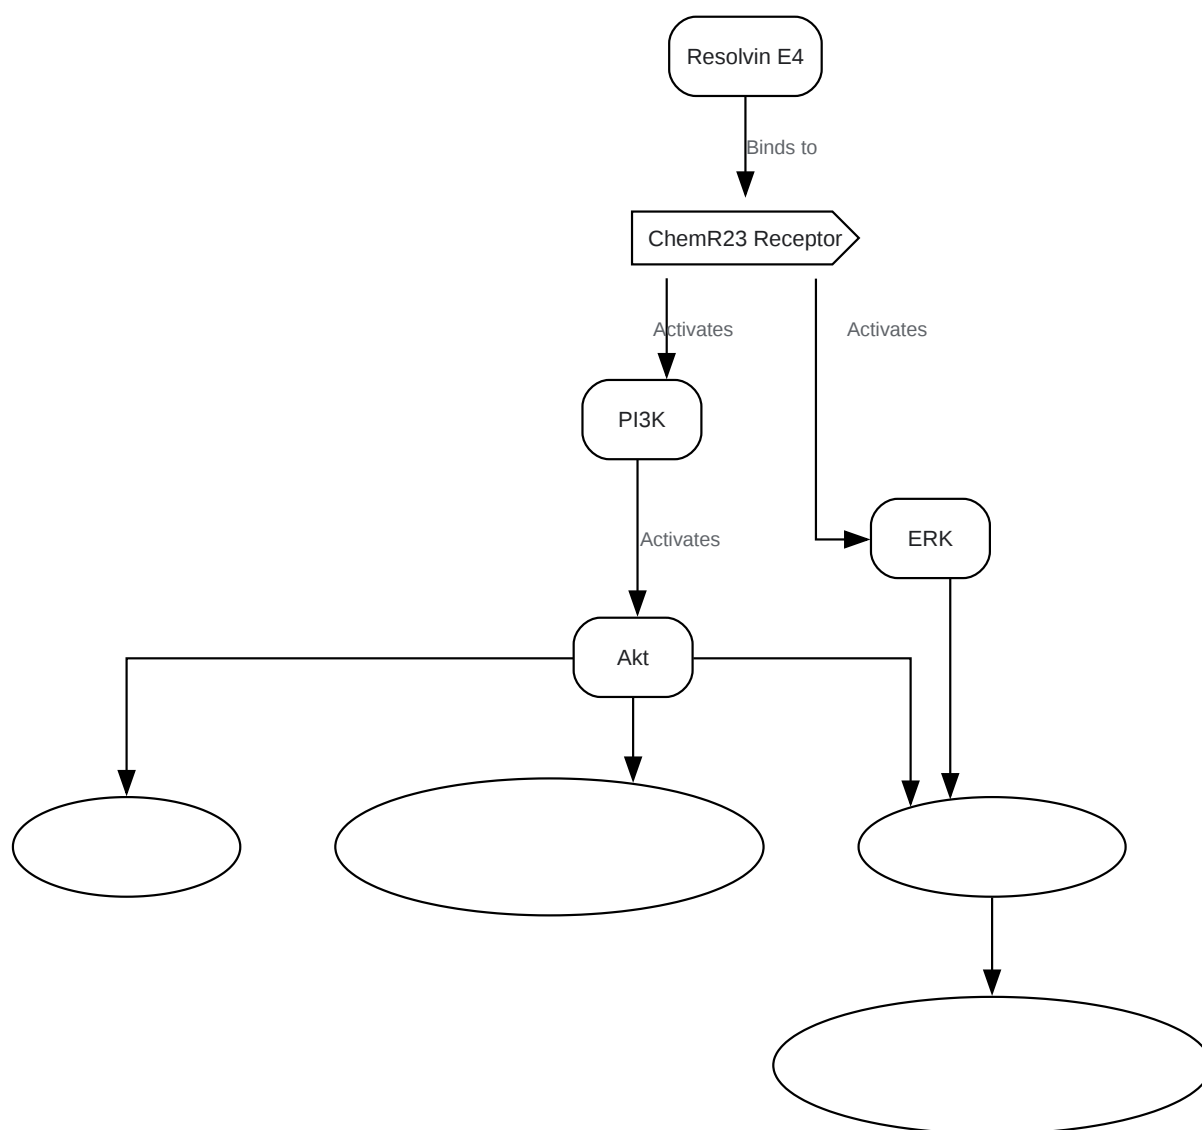 Resolvin E4
Binds to
ChemR23 Receptor
Activates
Activates
PI3K
Activates
ERK
Akt